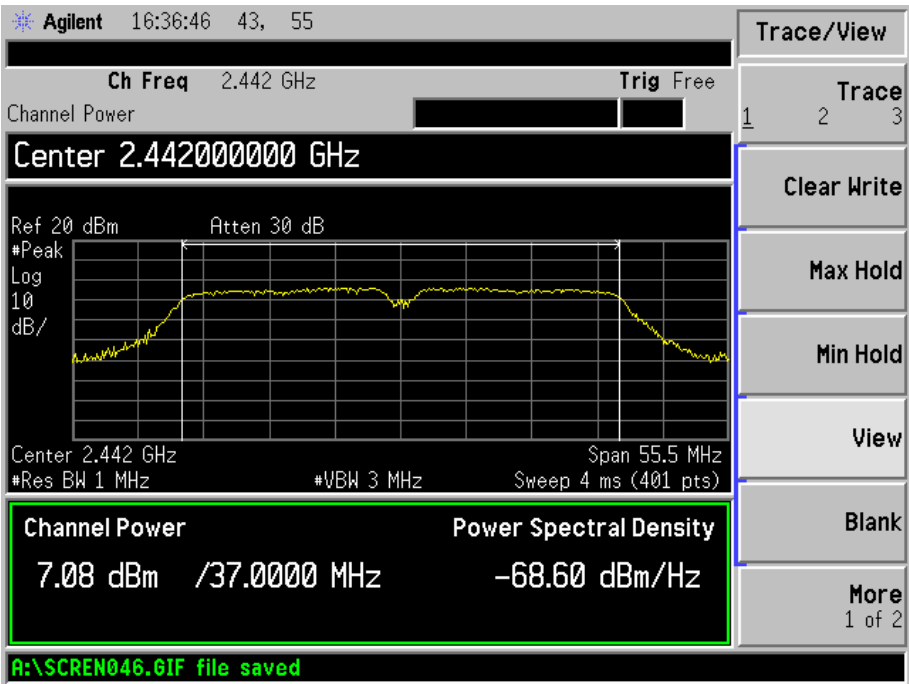 Agilent 16:36:46 43, 55
Trace/View
Ch Freq 2.442 GHz Trig Free
Channel Power
Trace
1 2 3
Center 2.442000000 GHz
Clear Write
Ref 20 dBm Atten 30 dB
#Peak
Log
10
dB/
Max Hold
Min Hold
View
Center 2.442 GHz Span 55.5 MHz
#Res BW 1 MHz #VBW 3 MHz Sweep 4 ms (401 pts)
Blank
Channel Power Power Spectral Density
7.08 dBm /37.0000 MHz -68.60 dBm/Hz
More
1 of 2
A:\SCREN046.GIF file saved